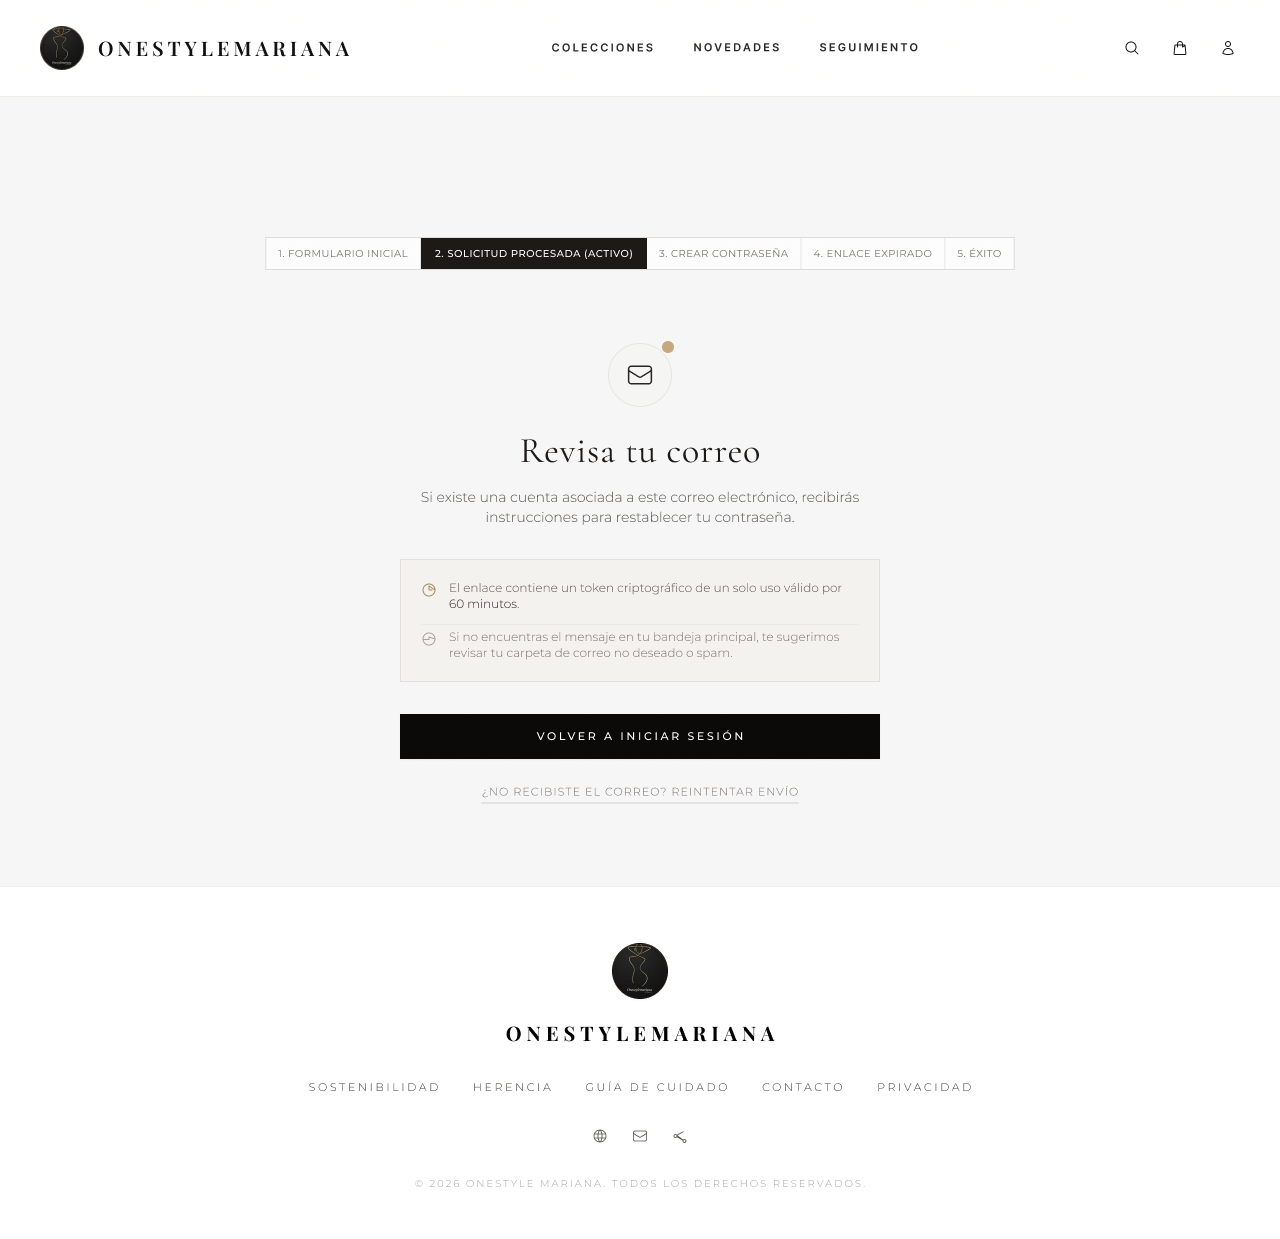 ONESTYLEMARIANA
COLECCIONES
NOVEDADES
SEGUIMIENTO
1. FORMULARIO INICIAL
2. SOLICITUD PROCESADA (ACTIVO)
3. CREAR CONTRASEÑA
4. ENLACE EXPIRADO
5. ÉXITO
Revisa tu correo
Si existe una cuenta asociada a este correo electrónico, recibirás
instrucciones para restablecer tu contraseña.
El enlace contiene un token criptográfico de un solo uso válido por
60 minutos.
Si no encuentras el mensaje en tu bandeja principal, te sugerimos
revisar tu carpeta de correo no deseado o spam.
VOLVER A INICIAR SESIÓN
¿NO RECIBISTE EL CORREO? REINTENTAR ENVÍO
Onestylemariana
ONESTYLEMARIANA
SOSTENIBILIDAD
HERENCIA
GUÍA DE CUIDADO
CONTACTO
PRIVACIDAD
© 2026 ONESTYLE MARIANA. TODOS LOS DERECHOS RESERVADOS.